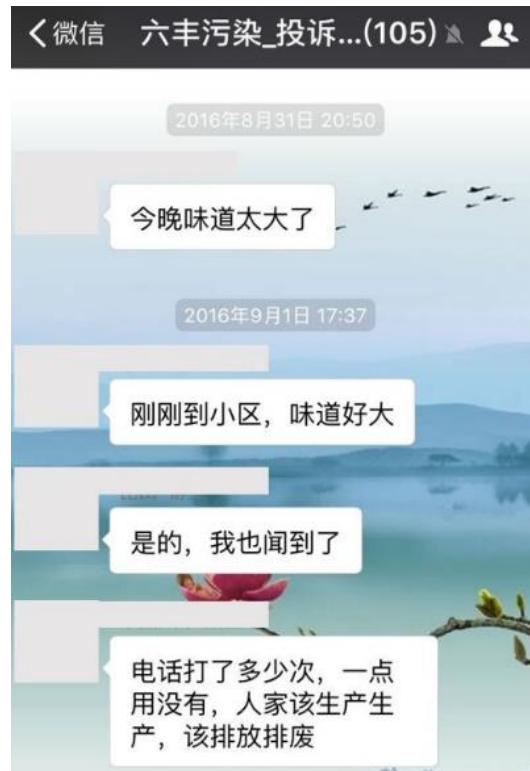 微信 六丰污染_投诉...(105)
2016年8月31日 20:50
今晚味道太大了
2016年9月1日 17:37
刚刚到小区，味道好大
是的，我也闻到了
电话打了多少次，一点
用没有，人家该生产生
产，该排放排废